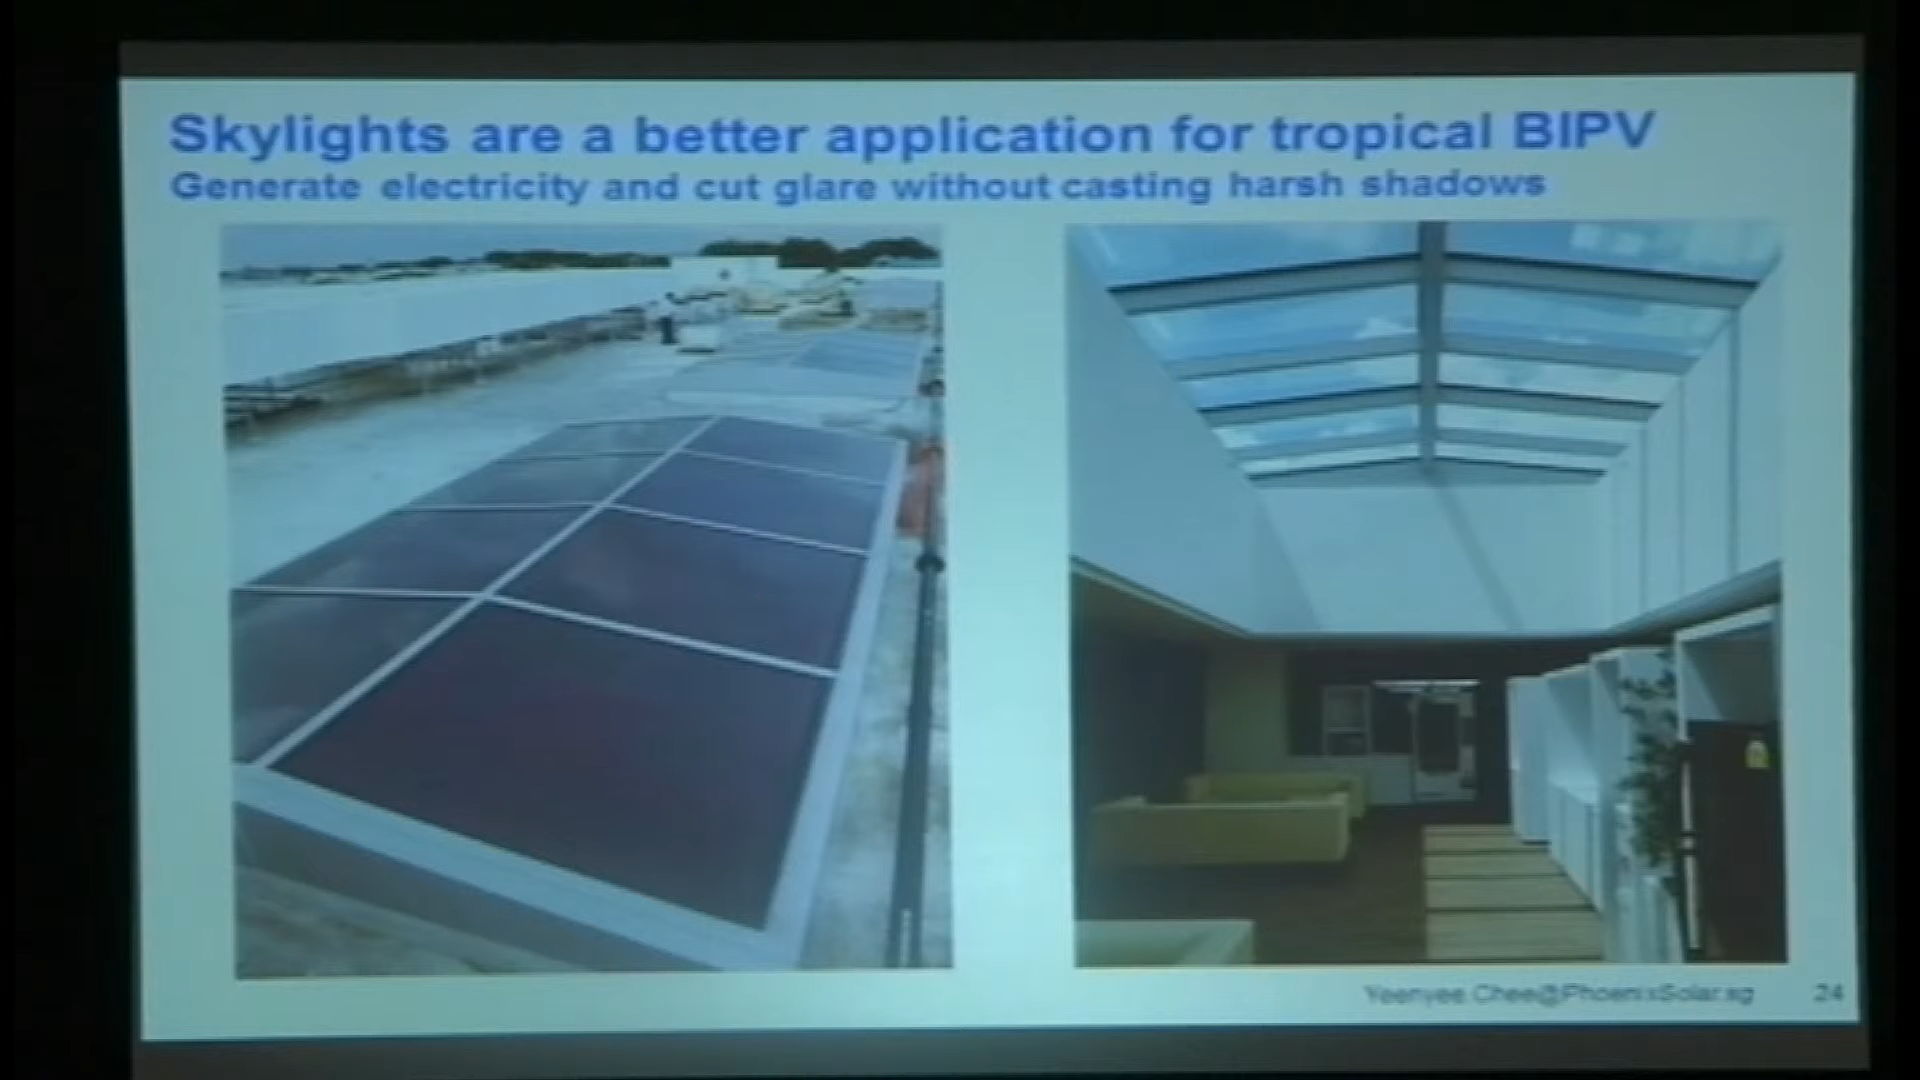 Skylights are a better application for tropical BIPV
Generate electricity and cut glare without casting harsh shadows
Yeenyee.Chee@PhoenixSolar.sg
24